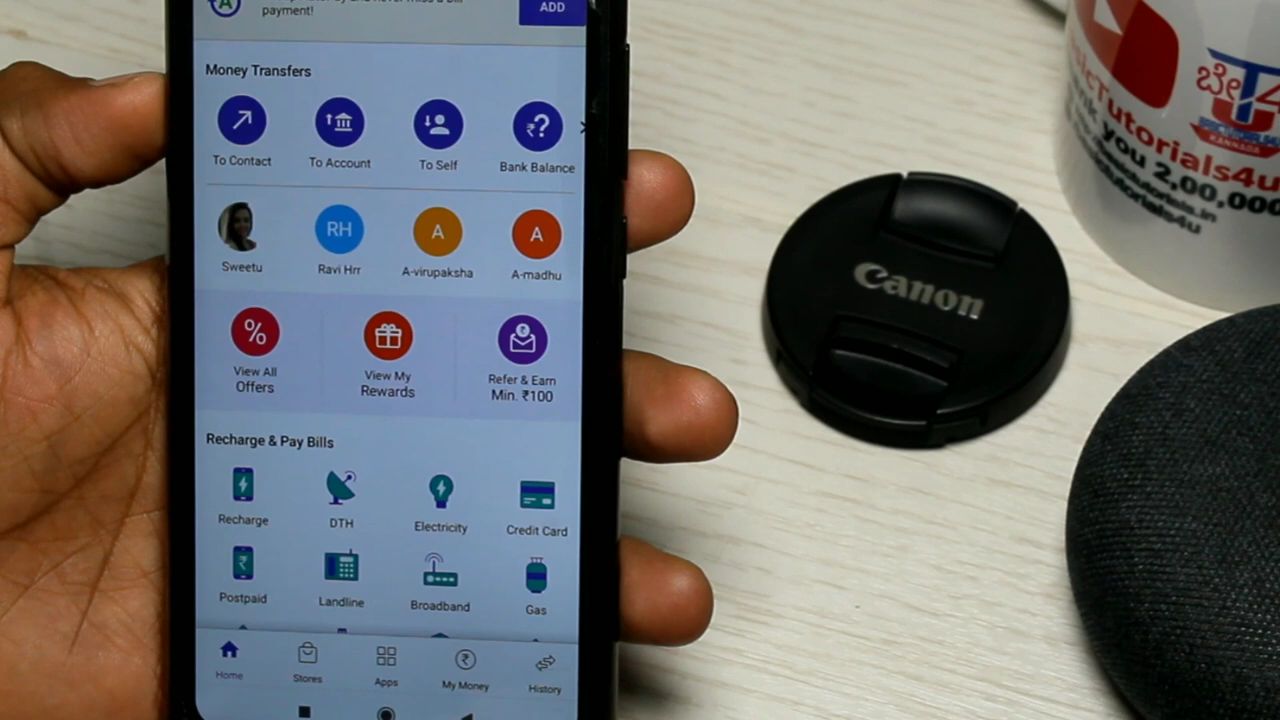 payment!
ADD
Money Transfers
To Contact
To Account
To Self
₹?
Bank Balance
RH
A
A
Sweetu
Ravi Hrr
A-virupaksha
A-madhu
%
View All
Offers
View My
Rewards
Refer & Earn
Min. ₹100
Recharge & Pay Bills
Recharge
DTH
Electricity
Credit Card
Postpaid
Landline
Broadband
Gas
Home
Stores
Apps
My Money
History
Canon
Tutorials4u
you 2,00,000
KANNADA